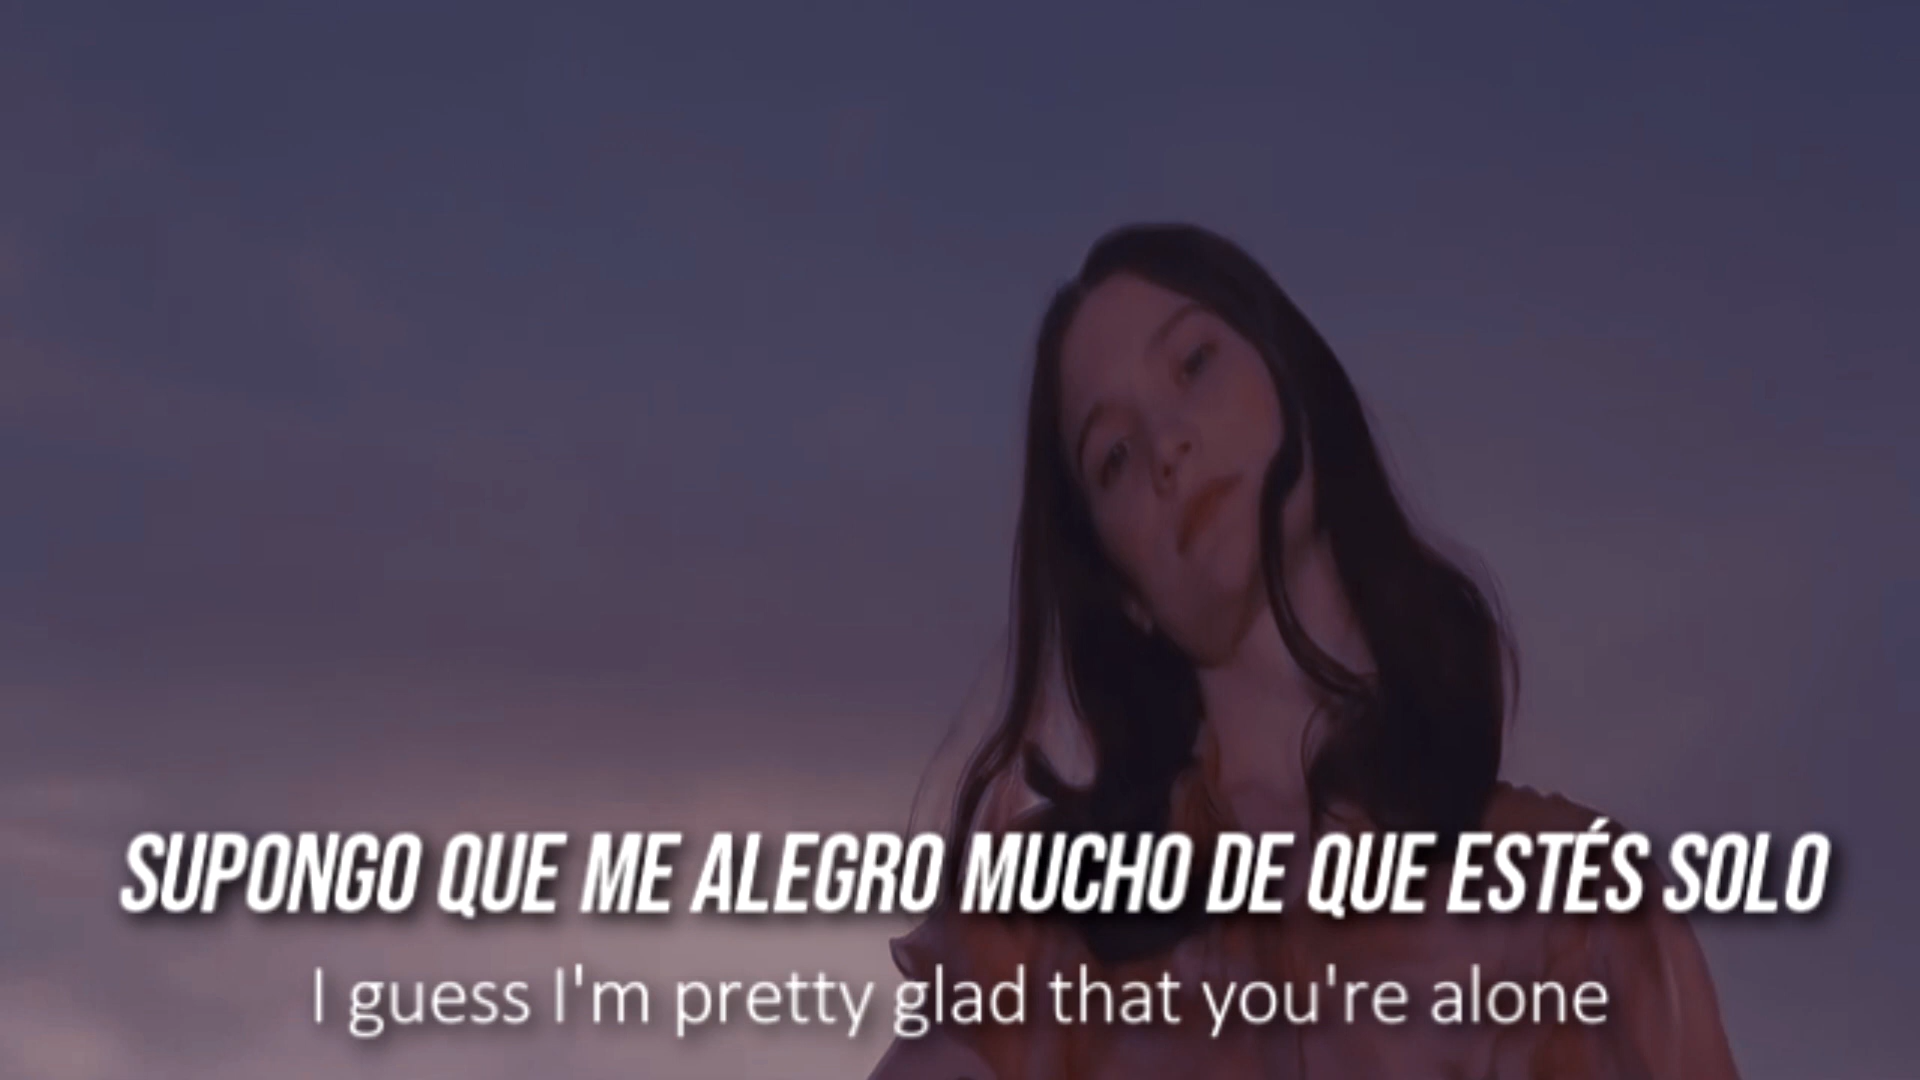 SUPONGO QUE ME ALEGRO MUCHO DE QUE ESTÉS SOLO
I guess I'm pretty glad that you're alone